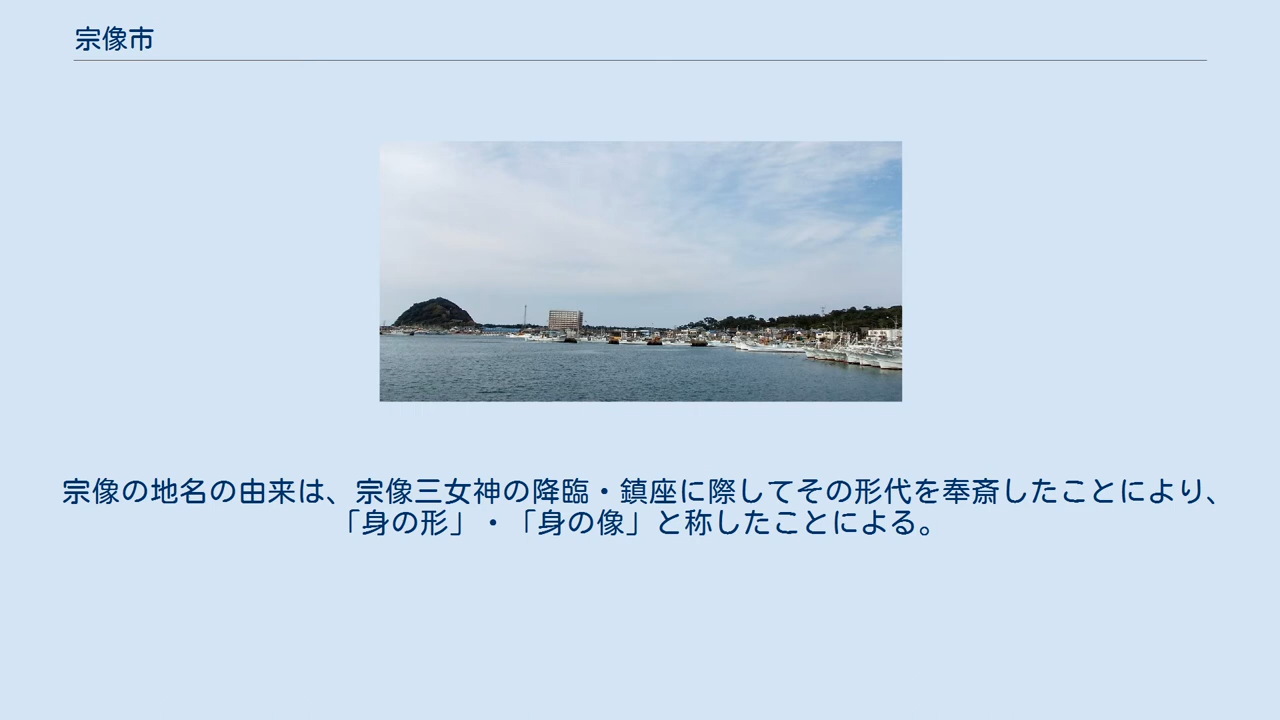 宗像市
宗像の地名の由来は、宗像三女神の降臨・鎮座に際してその形代を奉斎したことにより、
「身の形」・「身の像」と称したことによる。